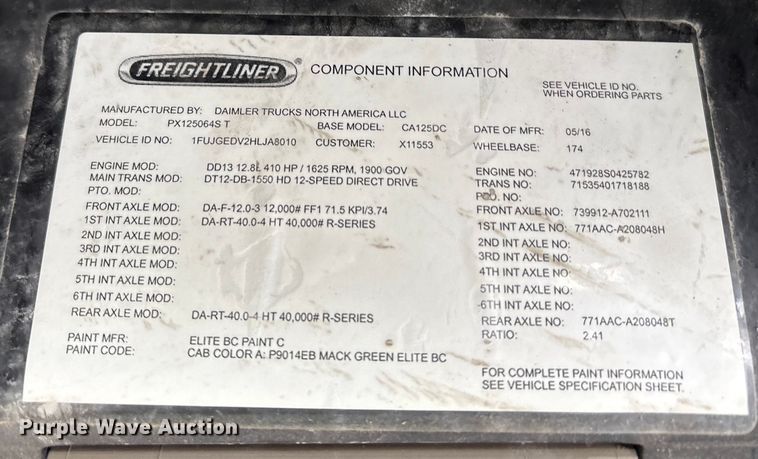 FREIGHTLINER COMPONENT INFORMATION
SEE VEHICLE ID NO.
WHEN ORDERING PARTS
MANUFACTURED BY: DAIMLER TRUCKS NORTH AMERICA LLC
MODEL: PX125064S T BASE MODEL: CA125DC DATE OF MFR: 05/16
VEHICLE ID NO: 1FUJGEDV2HLJA8010 CUSTOMER: X11553 WHEELBASE: 174
ENGINE MOD: DD13 12.8L 410 HP / 1625 RPM, 1900 GOV ENGINE NO: 471928S0425782
MAIN TRANS MOD: DT12-DB-1550 HD 12-SPEED DIRECT DRIVE TRANS NO: 71535401718188
PTO. MOD: NO:
FRONT AXLE MOD: DA-F-12.0-3 12,000# FF1 71.5 KPI/3.74 FRONT AXLE NO: 739912-A702111
1ST INT AXLE MOD: DA-RT-40.0-4 HT 40,000# R-SERIES 1ST INT AXLE NO: 771AAC-A208048H
2ND INT AXLE MOD: 2ND INT AXLE NO:
3RD INT AXLE MOD: 3RD INT AXLE NO:
4TH INT AXLE MOD: 4TH INT AXLE NO:
5TH INT AXLE MOD: 5TH INT AXLE NO:
6TH INT AXLE MOD: 6TH INT AXLE NO:
REAR AXLE MOD: DA-RT-40.0-4 HT 40,000# R-SERIES REAR AXLE NO: 771AAC-A208048T
RATIO: 2.41
PAINT MFR: ELITE BC PAINT C
PAINT CODE: CAB COLOR A: P9014EB MACK GREEN ELITE BC
FOR COMPLETE PAINT INFORMATION
SEE VEHICLE SPECIFICATION SHEET.
Purple Wave Auction